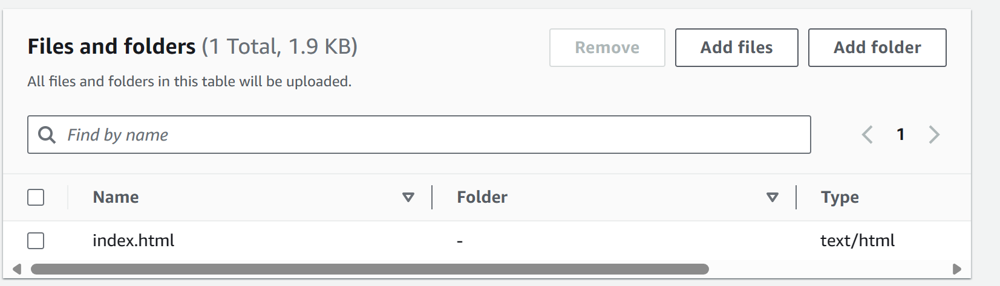 Files and folders (1 Total, 1.9 KB)
Remove
Add files
Add folder
All files and folders in this table will be uploaded.
Find by name
1
Name
Folder
Type
index.html
-
text/html